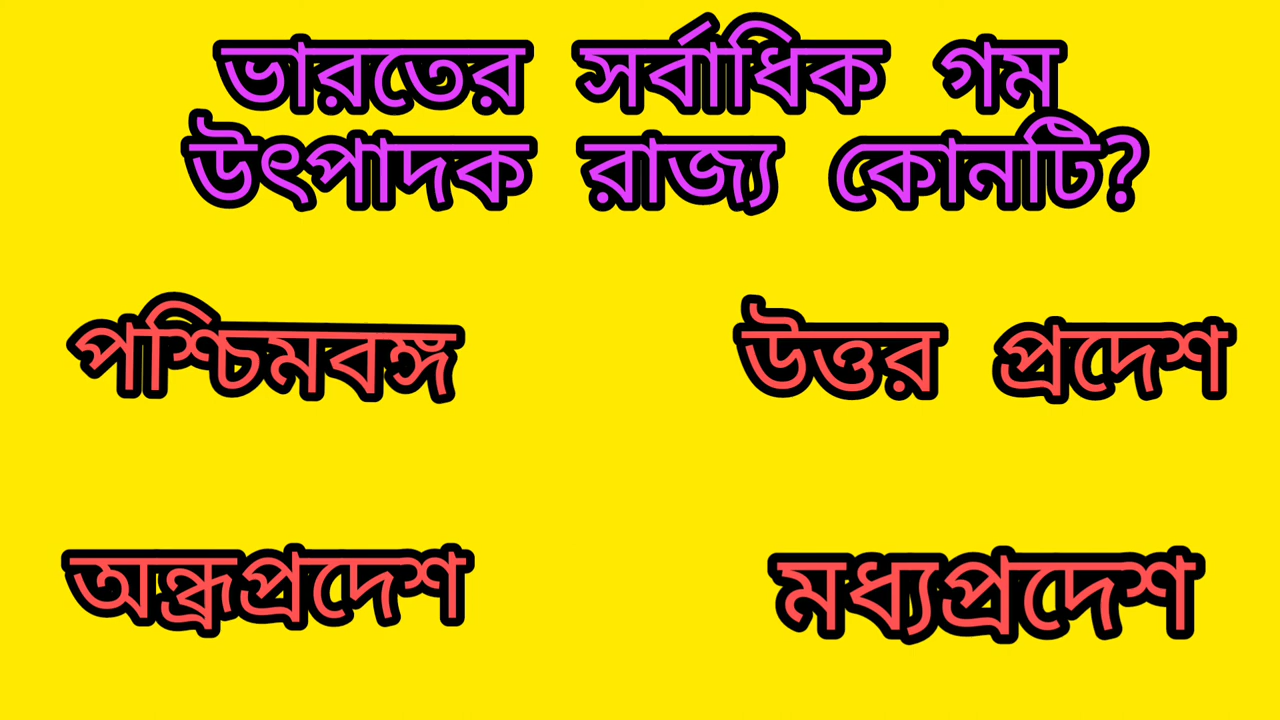 ভারতের সর্বাধিক গম
উৎপাদক রাজ্য কোনটি?
পশ্চিমবঙ্গ
উত্তর প্রদেশ
অন্ধ্রপ্রদেশ
মধ্যপ্রদেশ